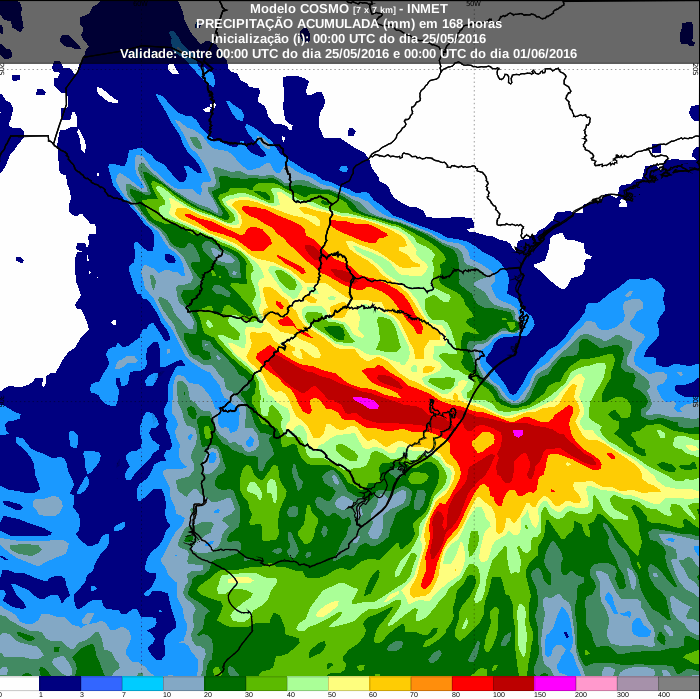 Modelo COSMO [7 x 7 km] - INMET
PRECIPITAÇÃO ACUMULADA (mm) em 168 horas
Inicialização (i): 00:00 UTC do dia 25/05/2016
Validade: entre 00:00 UTC do dia 25/05/2016 e 00:00 UTC do dia 01/06/2016
50W
0 1 3 7 10 20 30 40 50 60 70 80 100 150 200 300 400